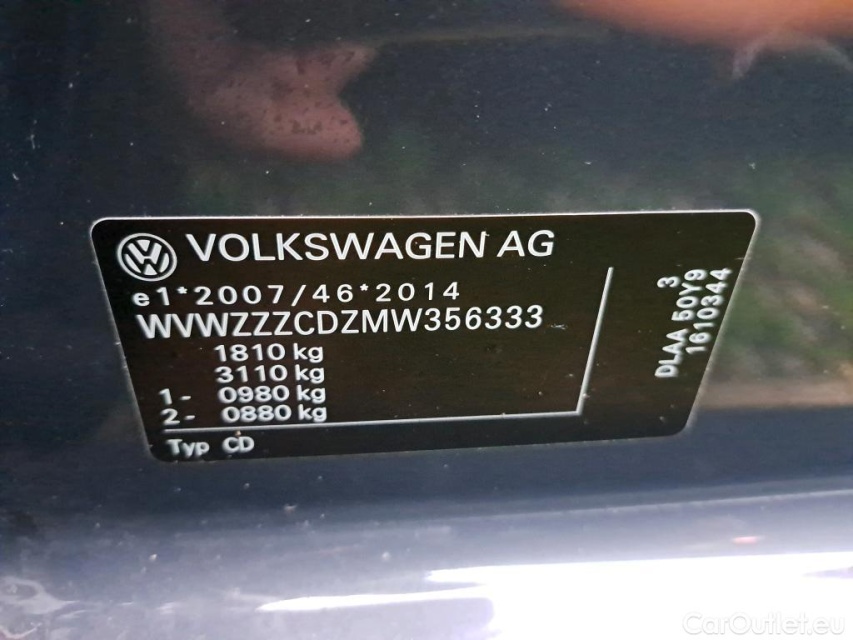 VOLKSWAGEN AG
e1*2007/46*2014
WVWZZZCDZMW356333
1810 kg
3110 kg
1- 0980 kg
2- 0880 kg
Typ CD
3
DLAA 50Y9
1610344
CarOutlet.eu